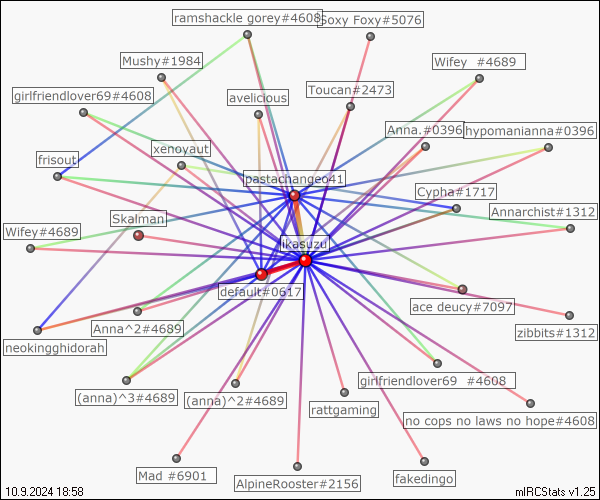 ramshackle gorey#4608
Soxy Foxy#5076
Mushy#1984
Wifey #4689
girlfriendlover69#4608
avelicious
Toucan#2473
Anna.#0396
hypomanianna#0396
xenoyaut
frisout
pastachangeo41
Cypha#1717
Annarchist#1312
Skalman
Wifey#4689
ikasuzu
default#0617
ace deucy#7097
Anna^2#4689
zibbits#1312
neokingghidorah
girlfriendlover69 #4608
(anna)^3#4689
(anna)^2#4689
rattgaming
no cops no laws no hope#4608
Mad #6901
AlpineRooster#2156
fakedingo
10.9.2024 18:58
mIRCStats v1.25